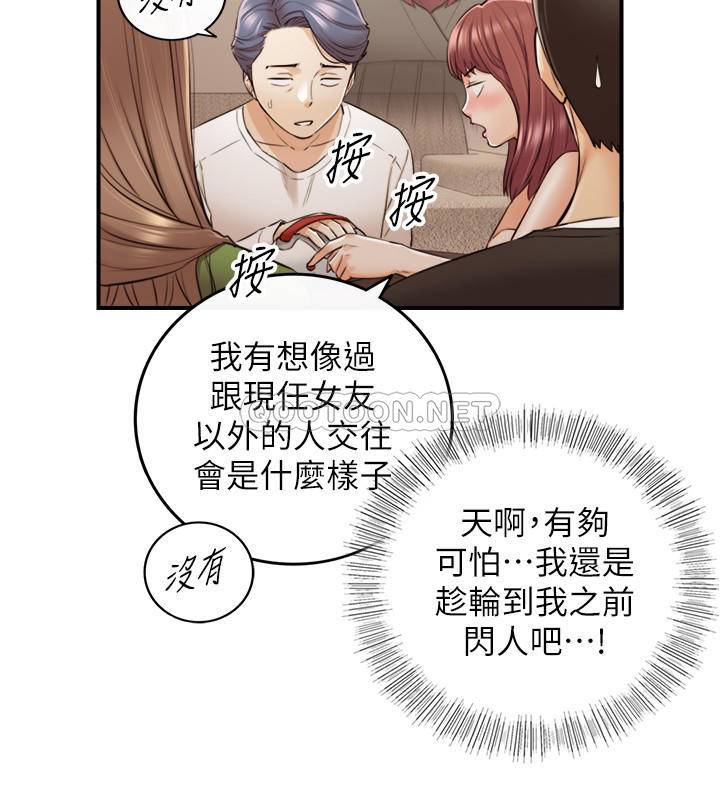 沒有
按
按
按
我有想像過
跟現任女友
以外的人交往
會是什麼樣子
沒有
天啊，有夠
可怕…我還是
趁輪到我之前
閃人吧…!